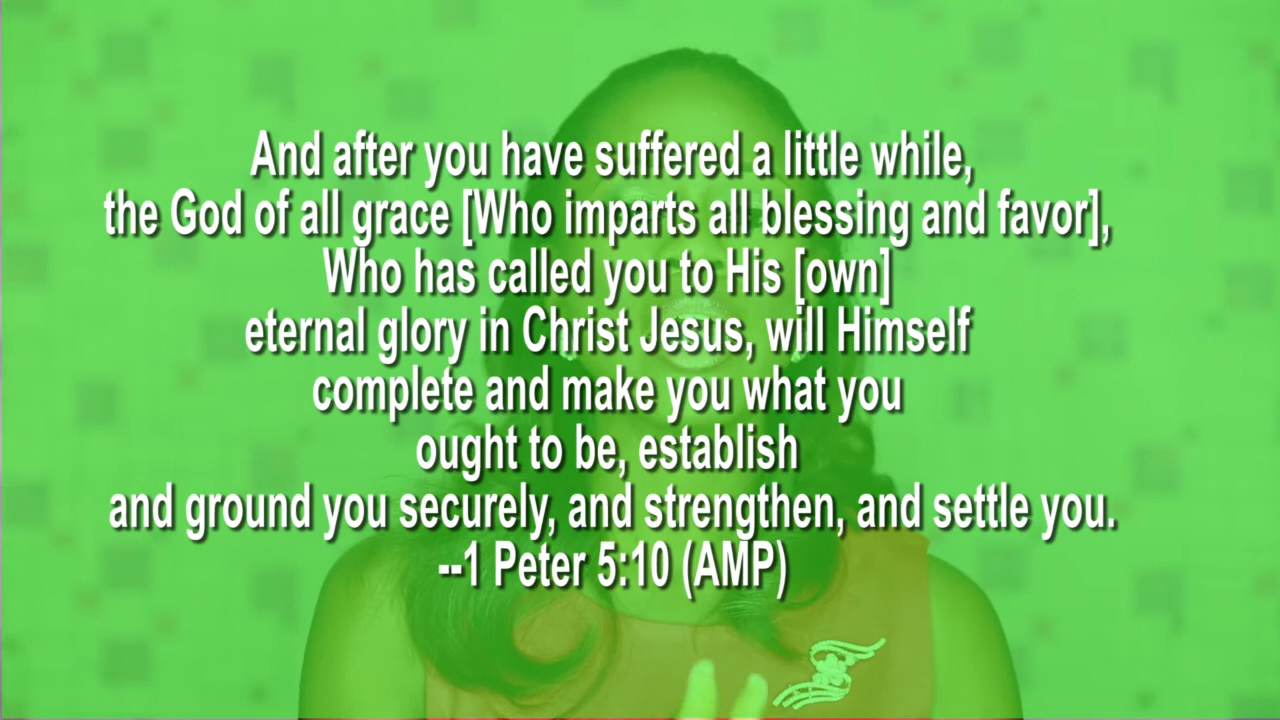 And after you have suffered a little while,
the God of all grace [Who imparts all blessing and favor],
Who has called you to His [own]
eternal glory in Christ Jesus, will Himself
complete and make you what you
ought to be, establish
and ground you securely, and strengthen, and settle you.
--1 Peter 5:10 (AMP)